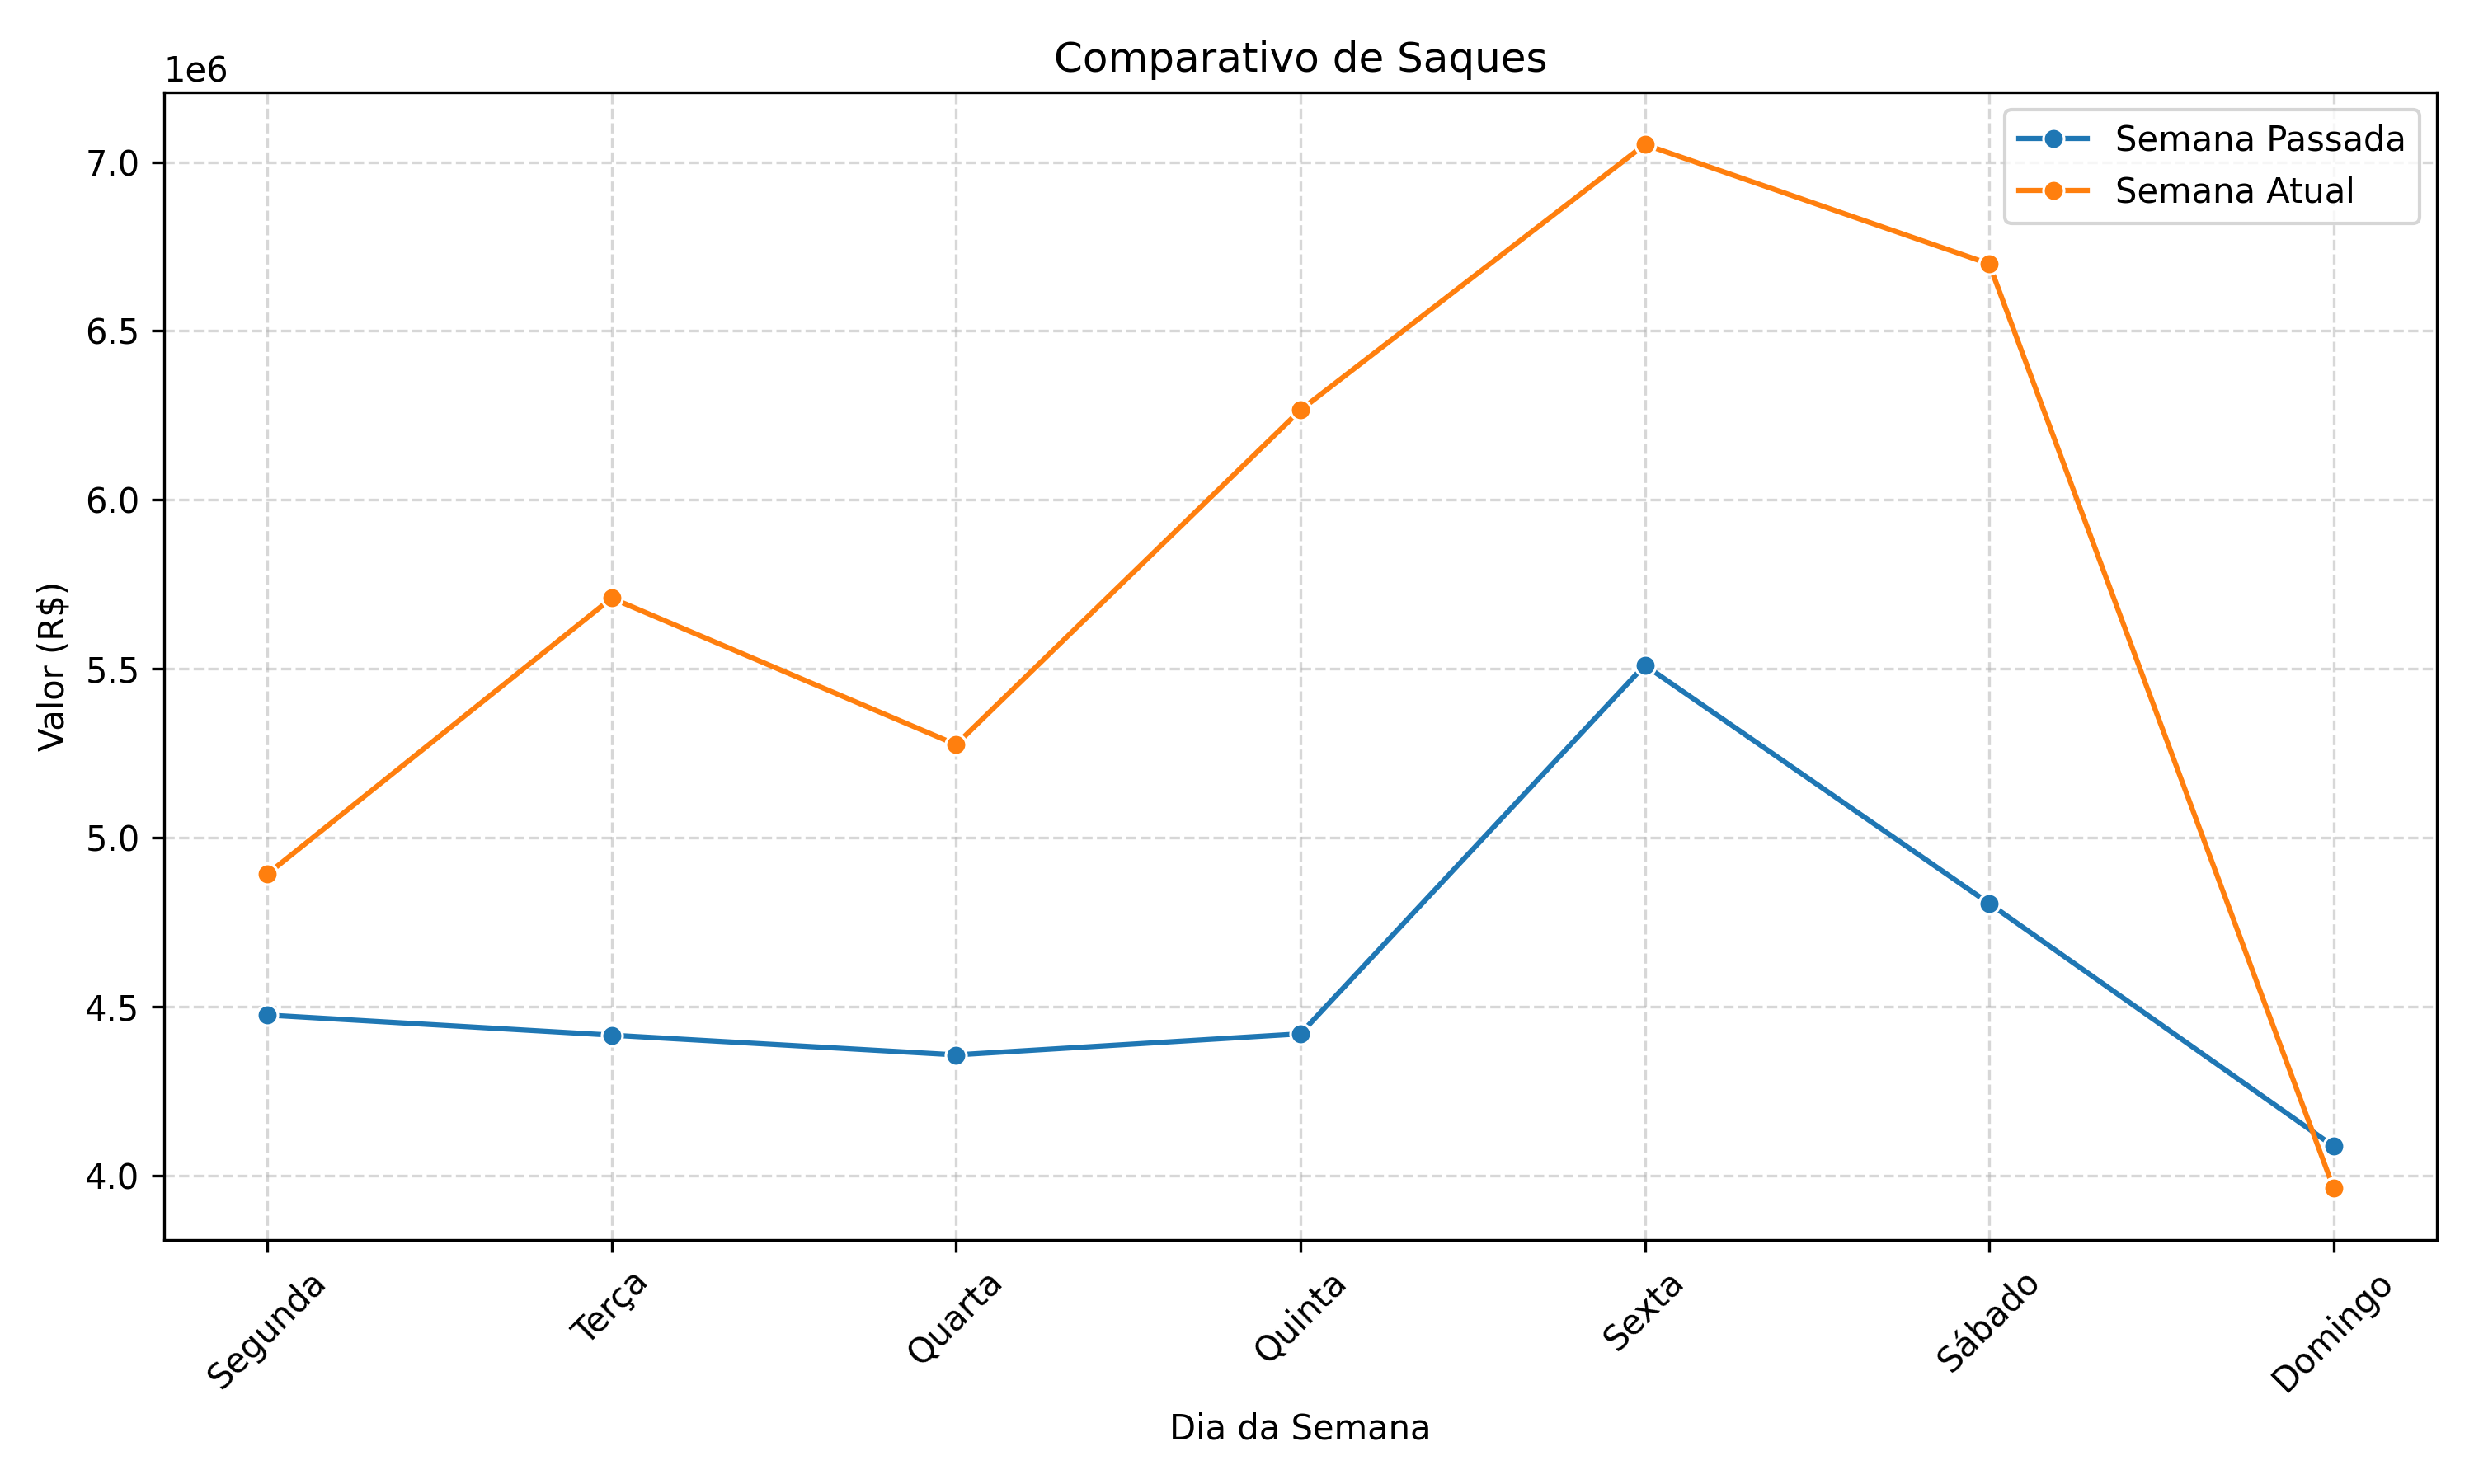 Comparativo de Saques
1e6
Semana Passada
Semana Atual
7.0
6.5
6.0
5.5
5.0
4.5
4.0
Valor (R$)
Segunda
Terça
Quarta
Quinta
Sexta
Sábado
Domingo
Dia da Semana